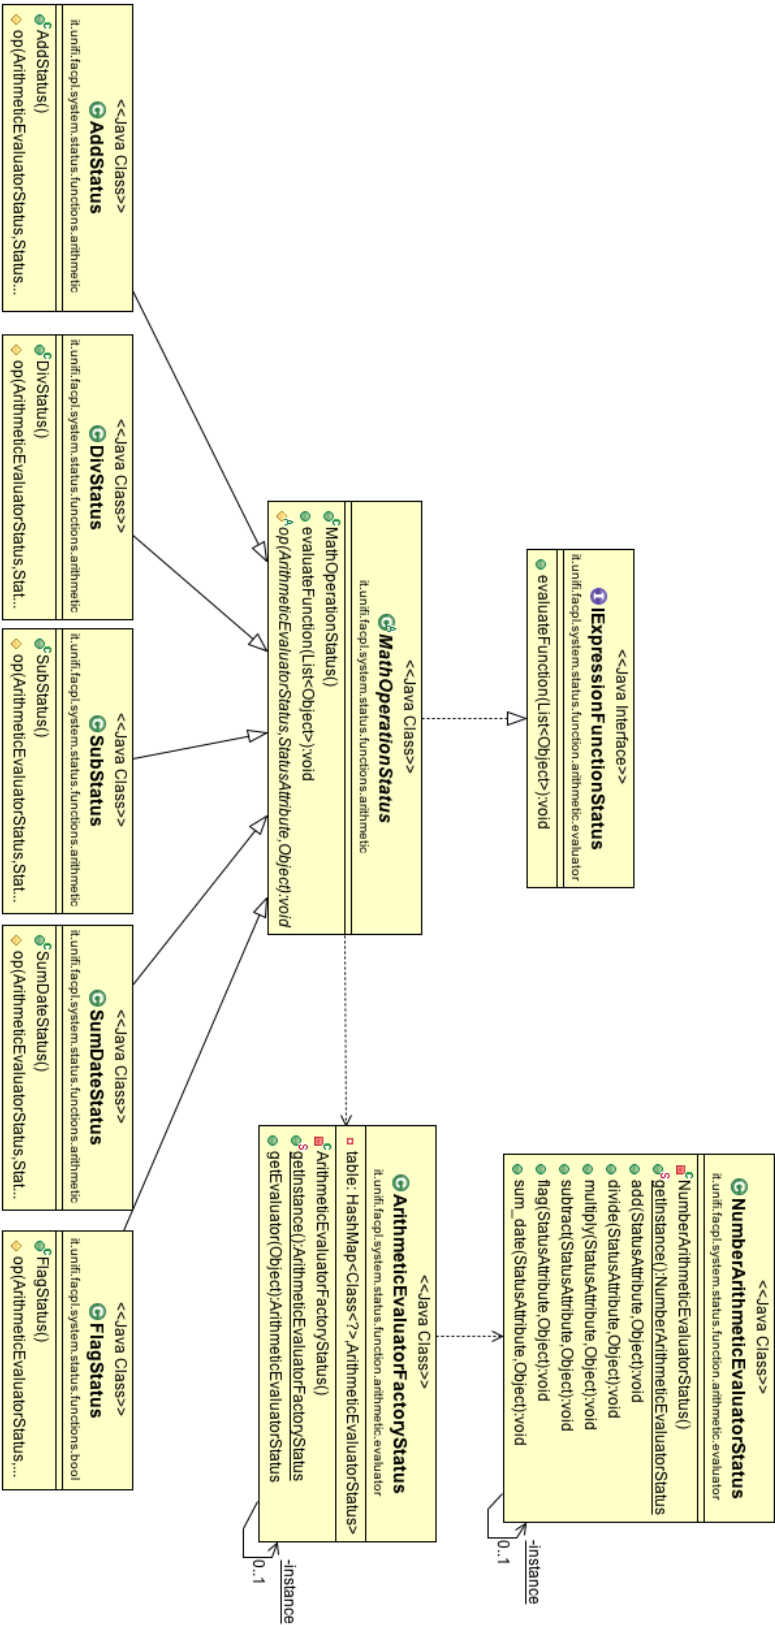 <<Java Interface>>
IExpressionFunctionStatus
it.unifi.facpl.system.status.function.arithmetic.evaluator
evaluateFunction(List<Object>):void
<<Java Class>>
NumberArithmeticEvaluatorStatus
it.unifi.facpl.system.status.function.arithmetic.evaluator
NumberArithmeticEvaluatorStatus()
getInstance():NumberArithmeticEvaluatorStatus
add(StatusAttribute,Object):void
divide(StatusAttribute,Object):void
multiply(StatusAttribute,Object):void
subtract(StatusAttribute,Object):void
flag(StatusAttribute,Object):void
sum_date(StatusAttribute,Object):void
-instance
0..1
<<Java Class>>
MathOperationStatus
it.unifi.facpl.system.status.functions.arithmetic
MathOperationStatus()
evaluateFunction(List<Object>):void
op(ArithmeticEvaluatorStatus,StatusAttribute,Object):void
<<Java Class>>
ArithmeticEvaluatorFactoryStatus
it.unifi.facpl.system.status.function.arithmetic.evaluator
table: HashMap<Class<?>,ArithmeticEvaluatorStatus>
ArithmeticEvaluatorFactoryStatus()
getInstance():ArithmeticEvaluatorFactoryStatus
getEvaluator(Object):ArithmeticEvaluatorStatus
-instance
0..1
<<Java Class>>
AddStatus
it.unifi.facpl.system.status.functions.arithmetic
AddStatus()
op(ArithmeticEvaluatorStatus,Status...
<<Java Class>>
DivStatus
it.unifi.facpl.system.status.functions.arithmetic
DivStatus()
op(ArithmeticEvaluatorStatus,Stat...
<<Java Class>>
SubStatus
it.unifi.facpl.system.status.functions.arithmetic
SubStatus()
op(ArithmeticEvaluatorStatus,Stat...
<<Java Class>>
SumDateStatus
it.unifi.facpl.system.status.functions.arithmetic
SumDateStatus()
op(ArithmeticEvaluatorStatus,Stat...
<<Java Class>>
FlagStatus
it.unifi.facpl.system.status.functions.bool
FlagStatus()
op(ArithmeticEvaluatorStatus,...